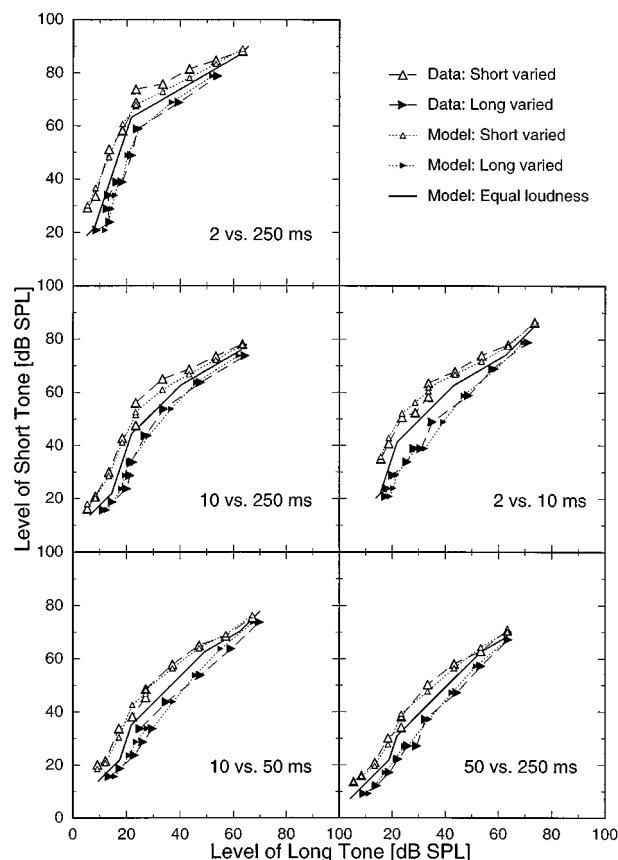 100
80
60
40
20
2 vs. 250 ms
Data: Short varied
Data: Long varied
Model: Short varied
Model: Long varied
Model: Equal loudness
Level of Short Tone [dB SPL]
100
80
60
40
20
10 vs. 250 ms
2 vs. 10 ms
100
80
60
40
20
0
10 vs. 50 ms
50 vs. 250 ms
0 20 40 60 80 100 20 40 60 80 100
Level of Long Tone [dB SPL]